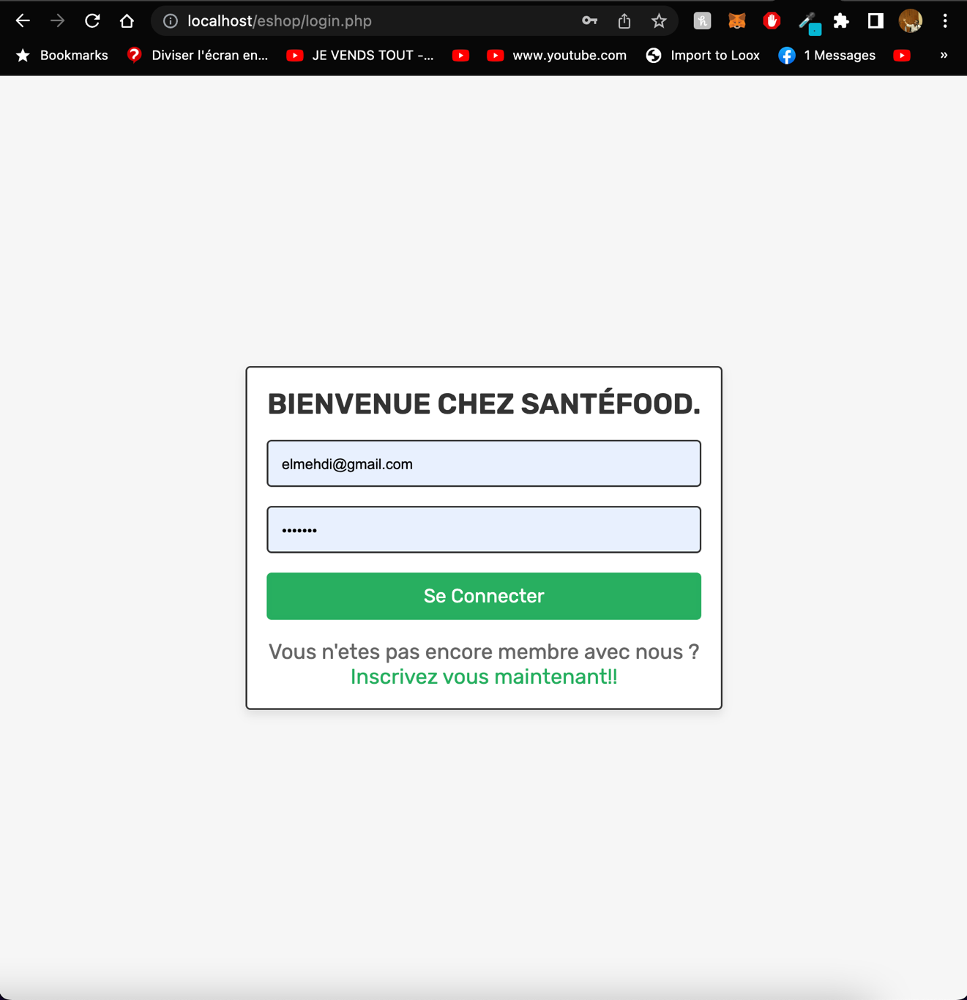 localhost/eshop/login.php
Bookmarks Diviser l'écran en... JE VENDS TOUT -... www.youtube.com Import to Loox 1 Messages »
BIENVENUE CHEZ SANTÉFOOD.
elmehdi@gmail.com
•••••••
Se Connecter
Vous n'etes pas encore membre avec nous ?
Inscrivez vous maintenant!!